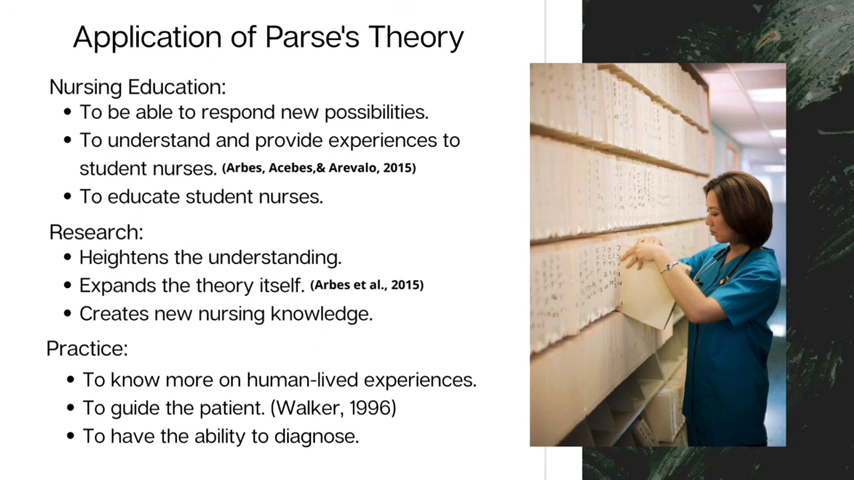 Application of Parse's Theory
Nursing Education:
• To be able to respond new possibilities.
• To understand and provide experiences to
student nurses. (Arbes, Acebes,& Arevalo, 2015)
• To educate student nurses.
Research:
• Heightens the understanding.
• Expands the theory itself. (Arbes et al., 2015)
• Creates new nursing knowledge.
Practice:
• To know more on human-lived experiences.
• To guide the patient. (Walker, 1996)
• To have the ability to diagnose.